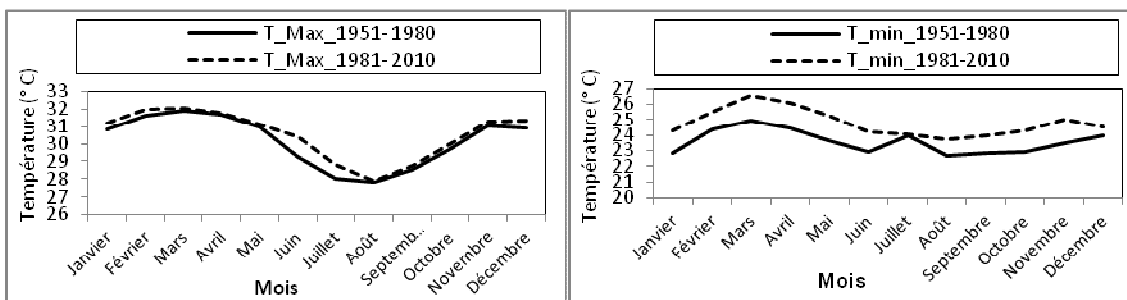 T_Max_1951-1980
T_Max_1981-2010
Température (° C)
33
32
31
30
29
28
27
26
Janvier
Février
Mars
Avril
Mai
Juin
Juillet
Août
Septemb...
Octobre
Novembre
Décembre
Mois
T_min_1951-1980
T_min_1981-2010
Température (° C)
27
26
25
24
23
22
21
20
Janvier
Février
Mars
Avril
Mai
Juin
Juillet
Août
Septembre
Octobre
Novembre
Décembre
Mois